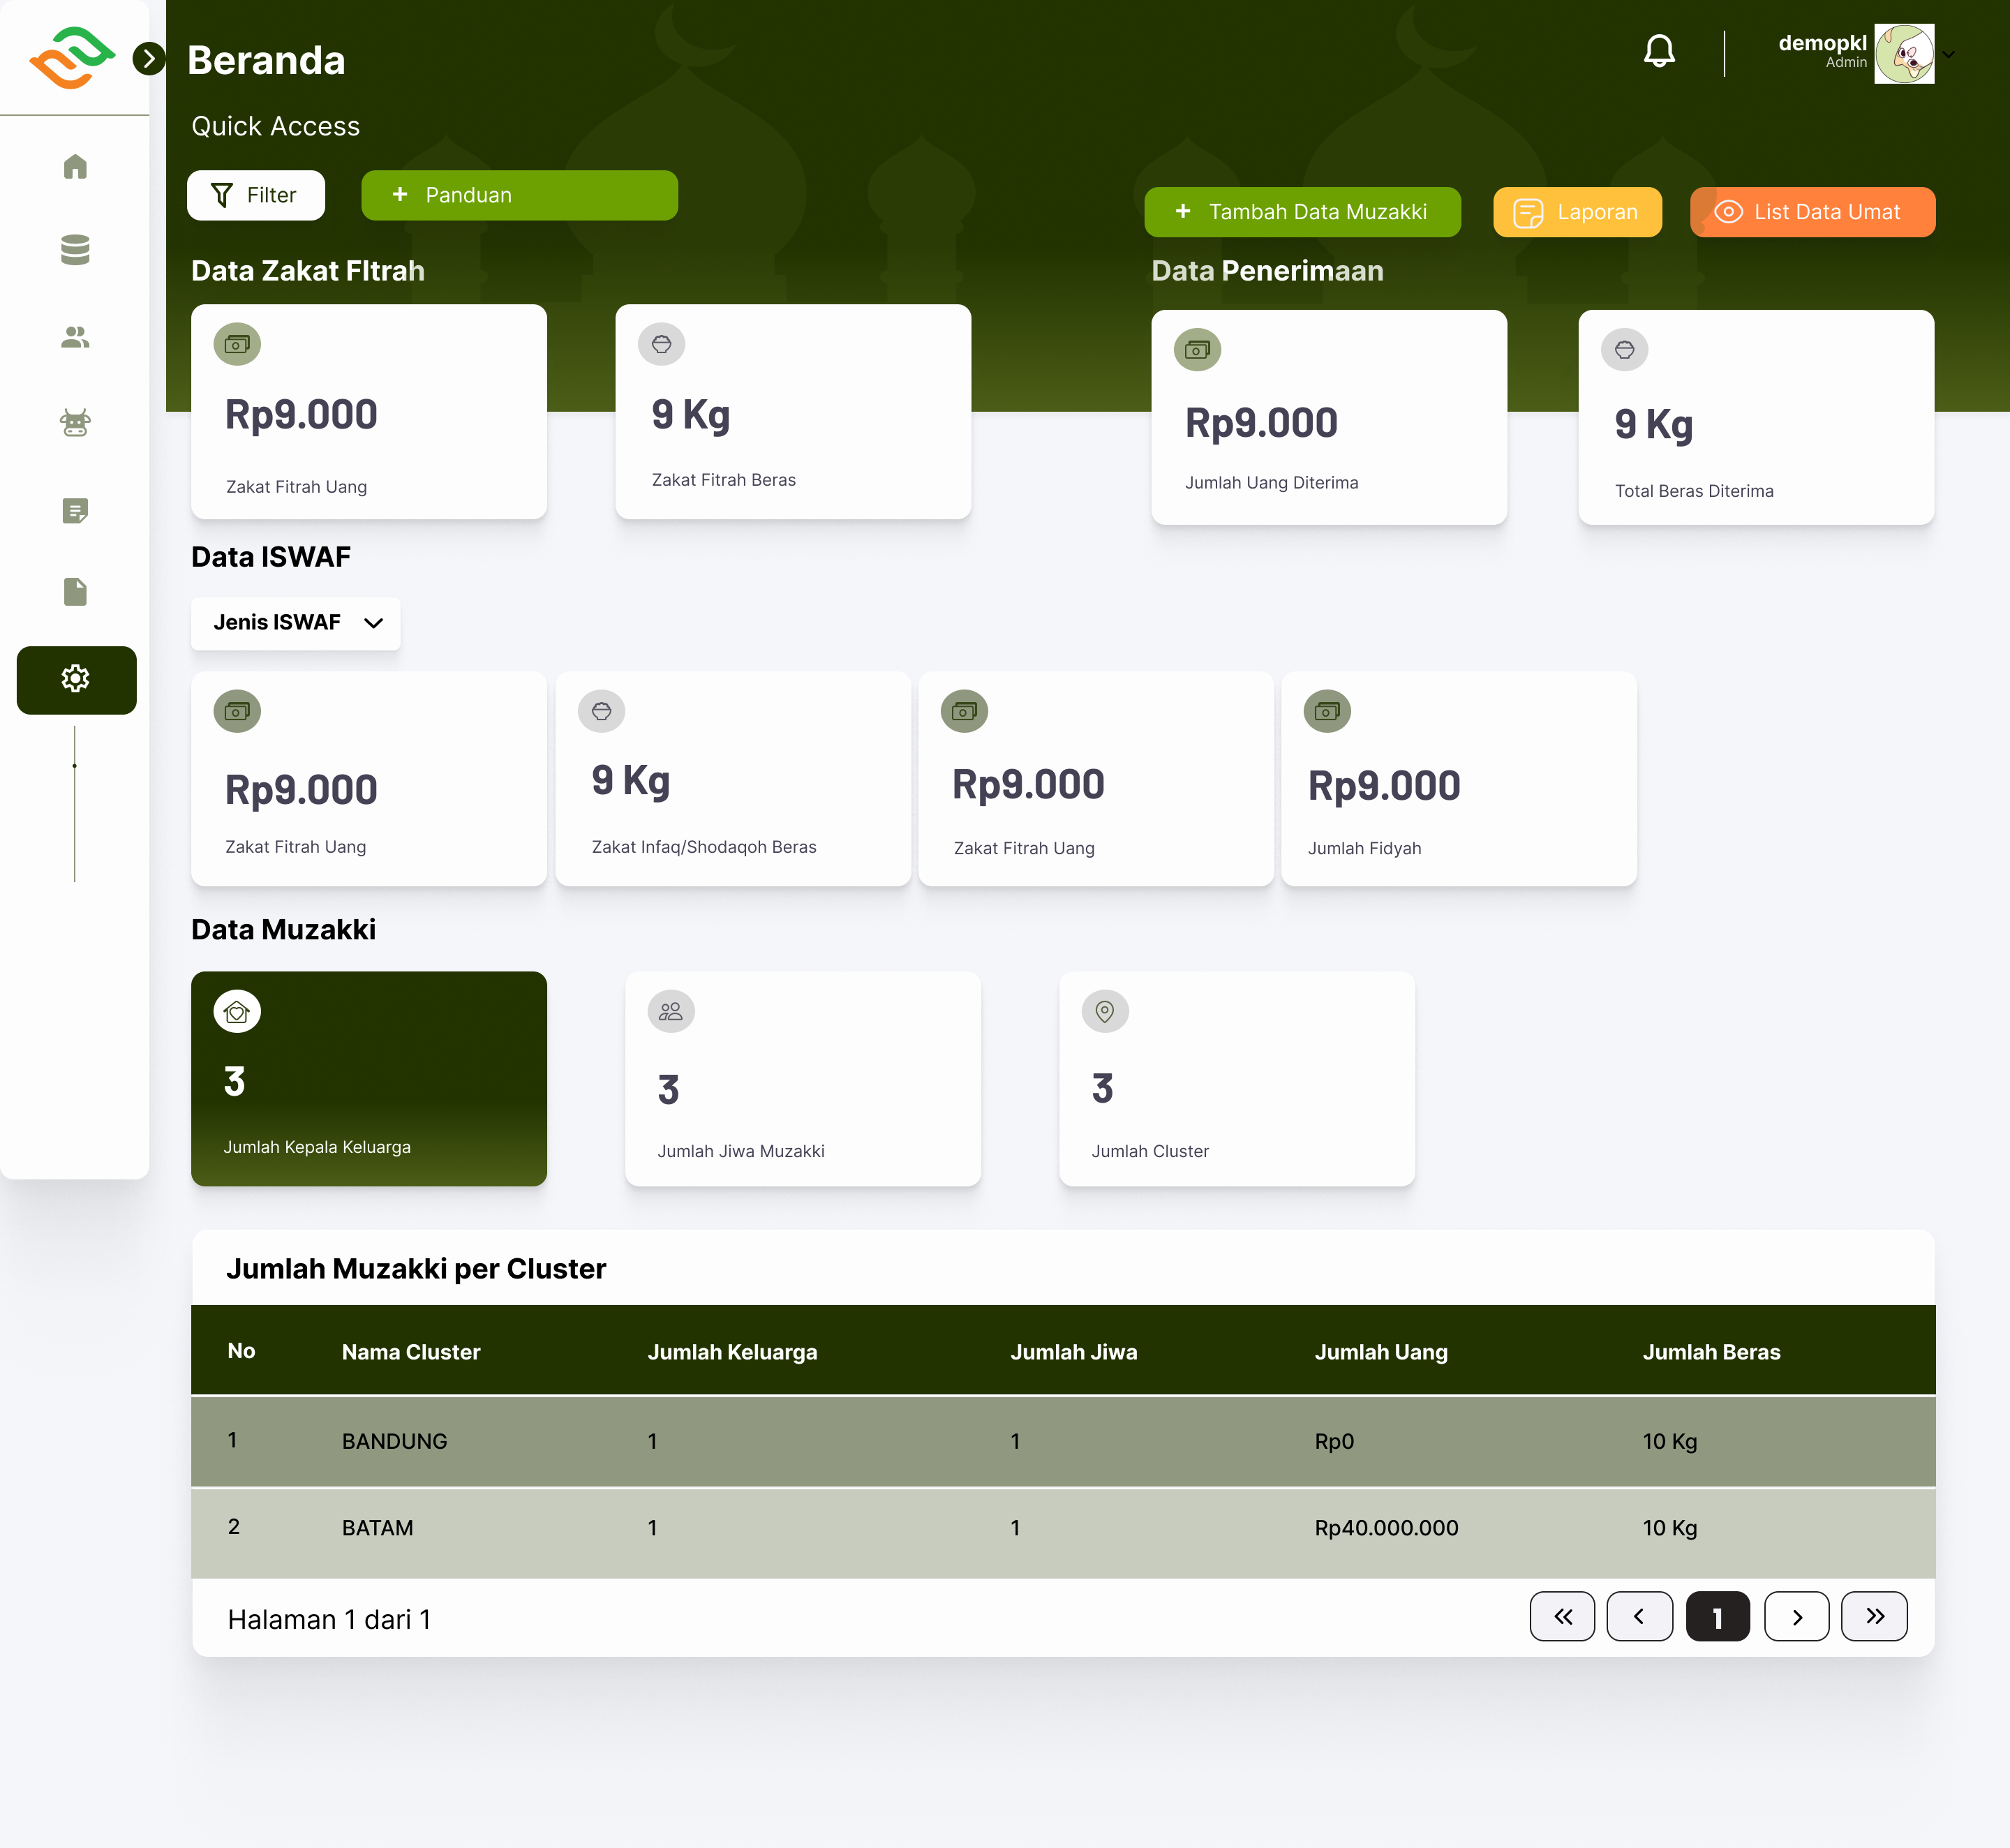 Beranda
demopkl
Admin
Quick Access
Filter
+ Panduan
+ Tambah Data Muzakki
Laporan
List Data Umat
Data Zakat FItrah
Data Penerimaan
Rp9.000
Zakat Fitrah Uang
9 Kg
Zakat Fitrah Beras
Rp9.000
Jumlah Uang Diterima
9 Kg
Total Beras Diterima
Data ISWAF
Jenis ISWAF
Rp9.000
Zakat Fitrah Uang
9 Kg
Zakat Infaq/Shodaqoh Beras
Rp9.000
Zakat Fitrah Uang
Rp9.000
Jumlah Fidyah
Data Muzakki
3
Jumlah Kepala Keluarga
3
Jumlah Jiwa Muzakki
3
Jumlah Cluster
Jumlah Muzakki per Cluster
No Nama Cluster Jumlah Keluarga Jumlah Jiwa Jumlah Uang Jumlah Beras
1 BANDUNG 1 1 Rp0 10 Kg
2 BATAM 1 1 Rp40.000.000 10 Kg
Halaman 1 dari 1
1